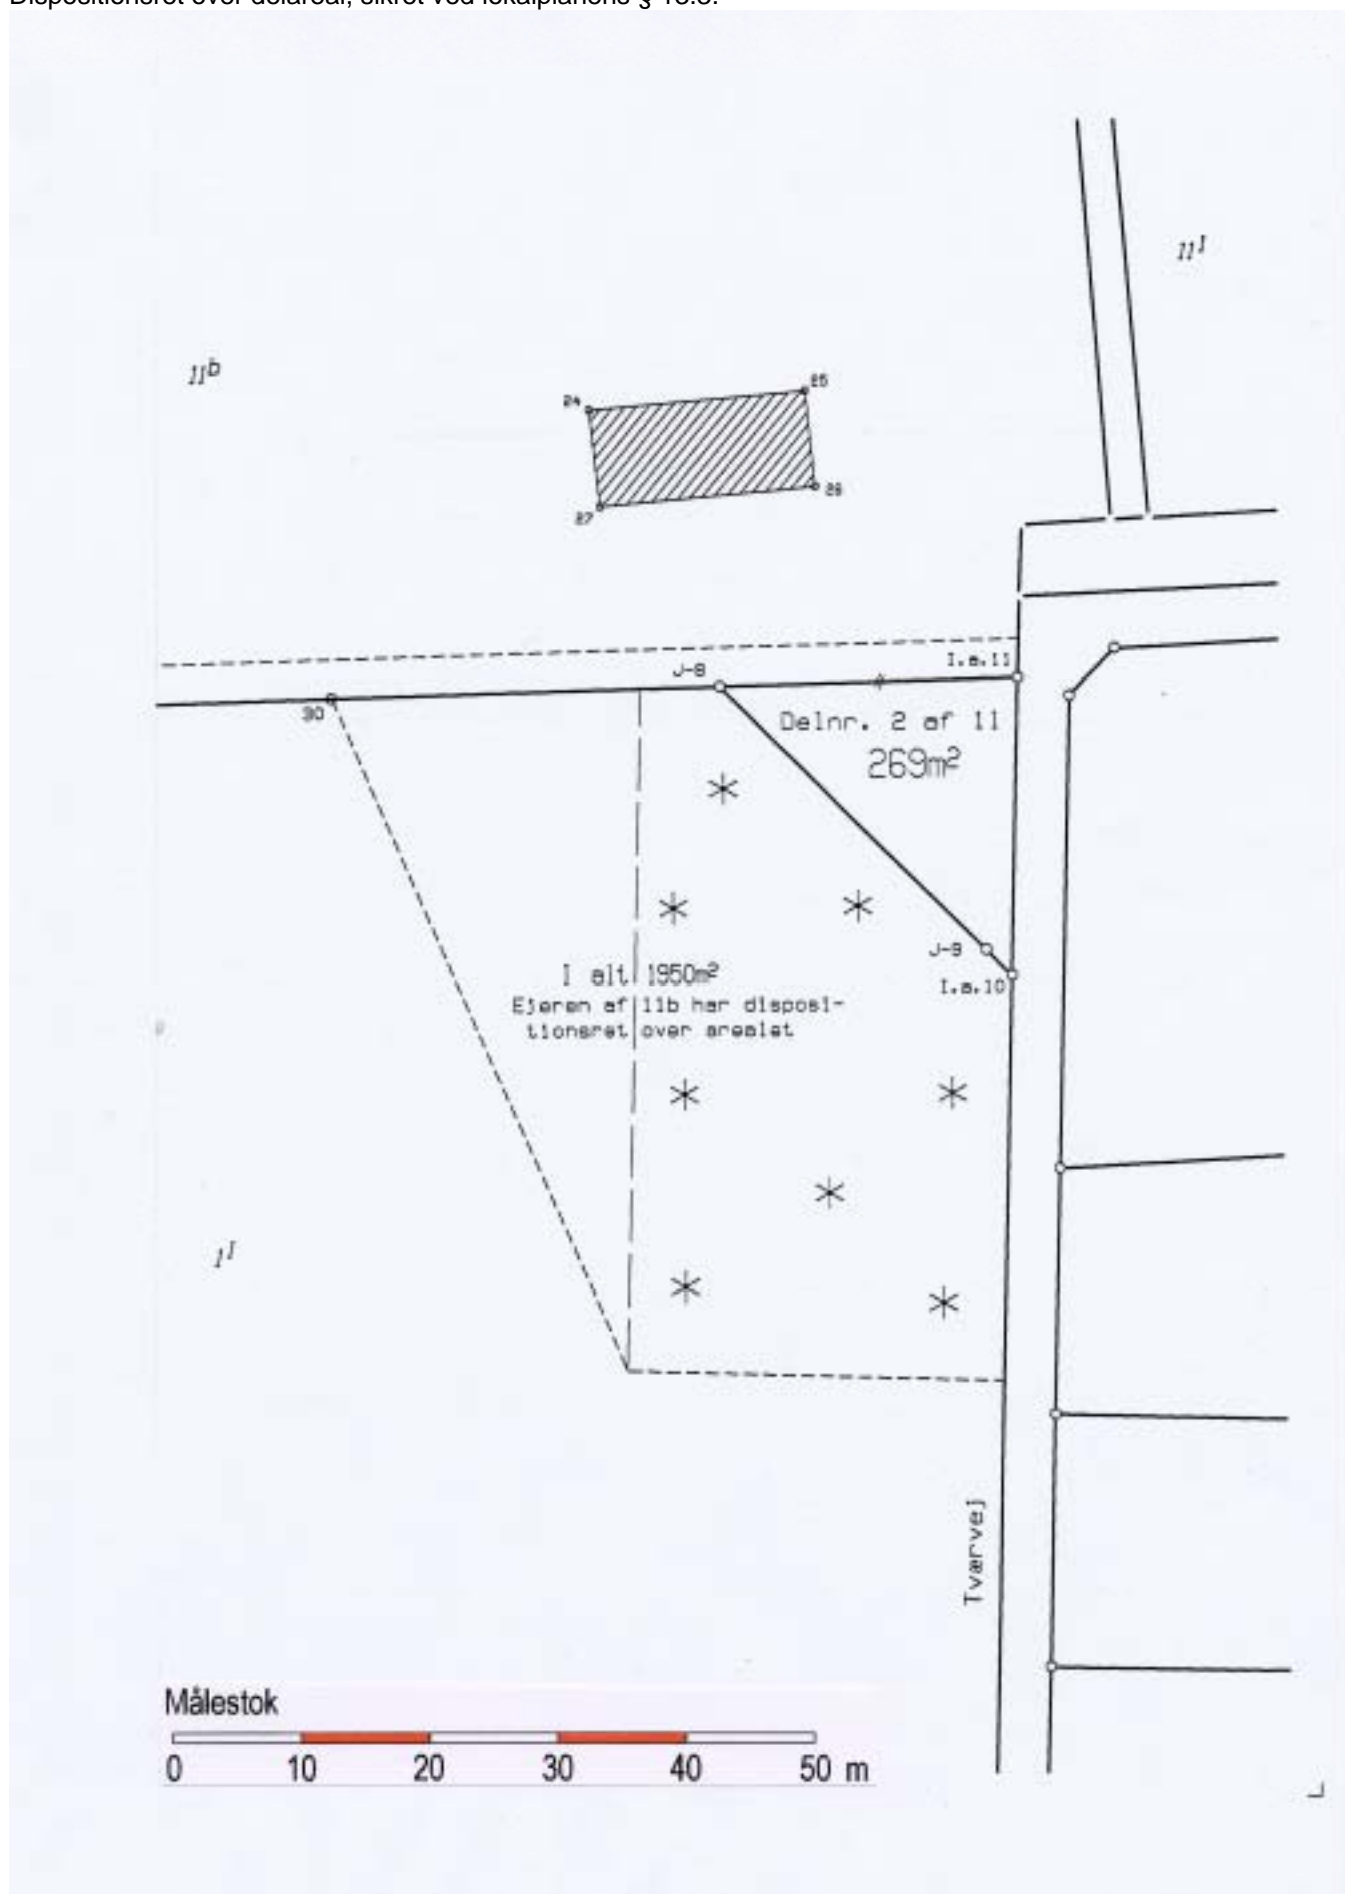 Dispositionsret over delareal, sikret ved lokalplanens §
11l
11b
24
25
26
27
J-8
I.a.11
30
Delnr. 2 af 11
269m²
J-9
I.a.10
I alt 1950m²
Ejeren af 11b har disposi-
tionsret over arealet
1l
Tværvej
Målestok
0 10 20 30 40 50 m